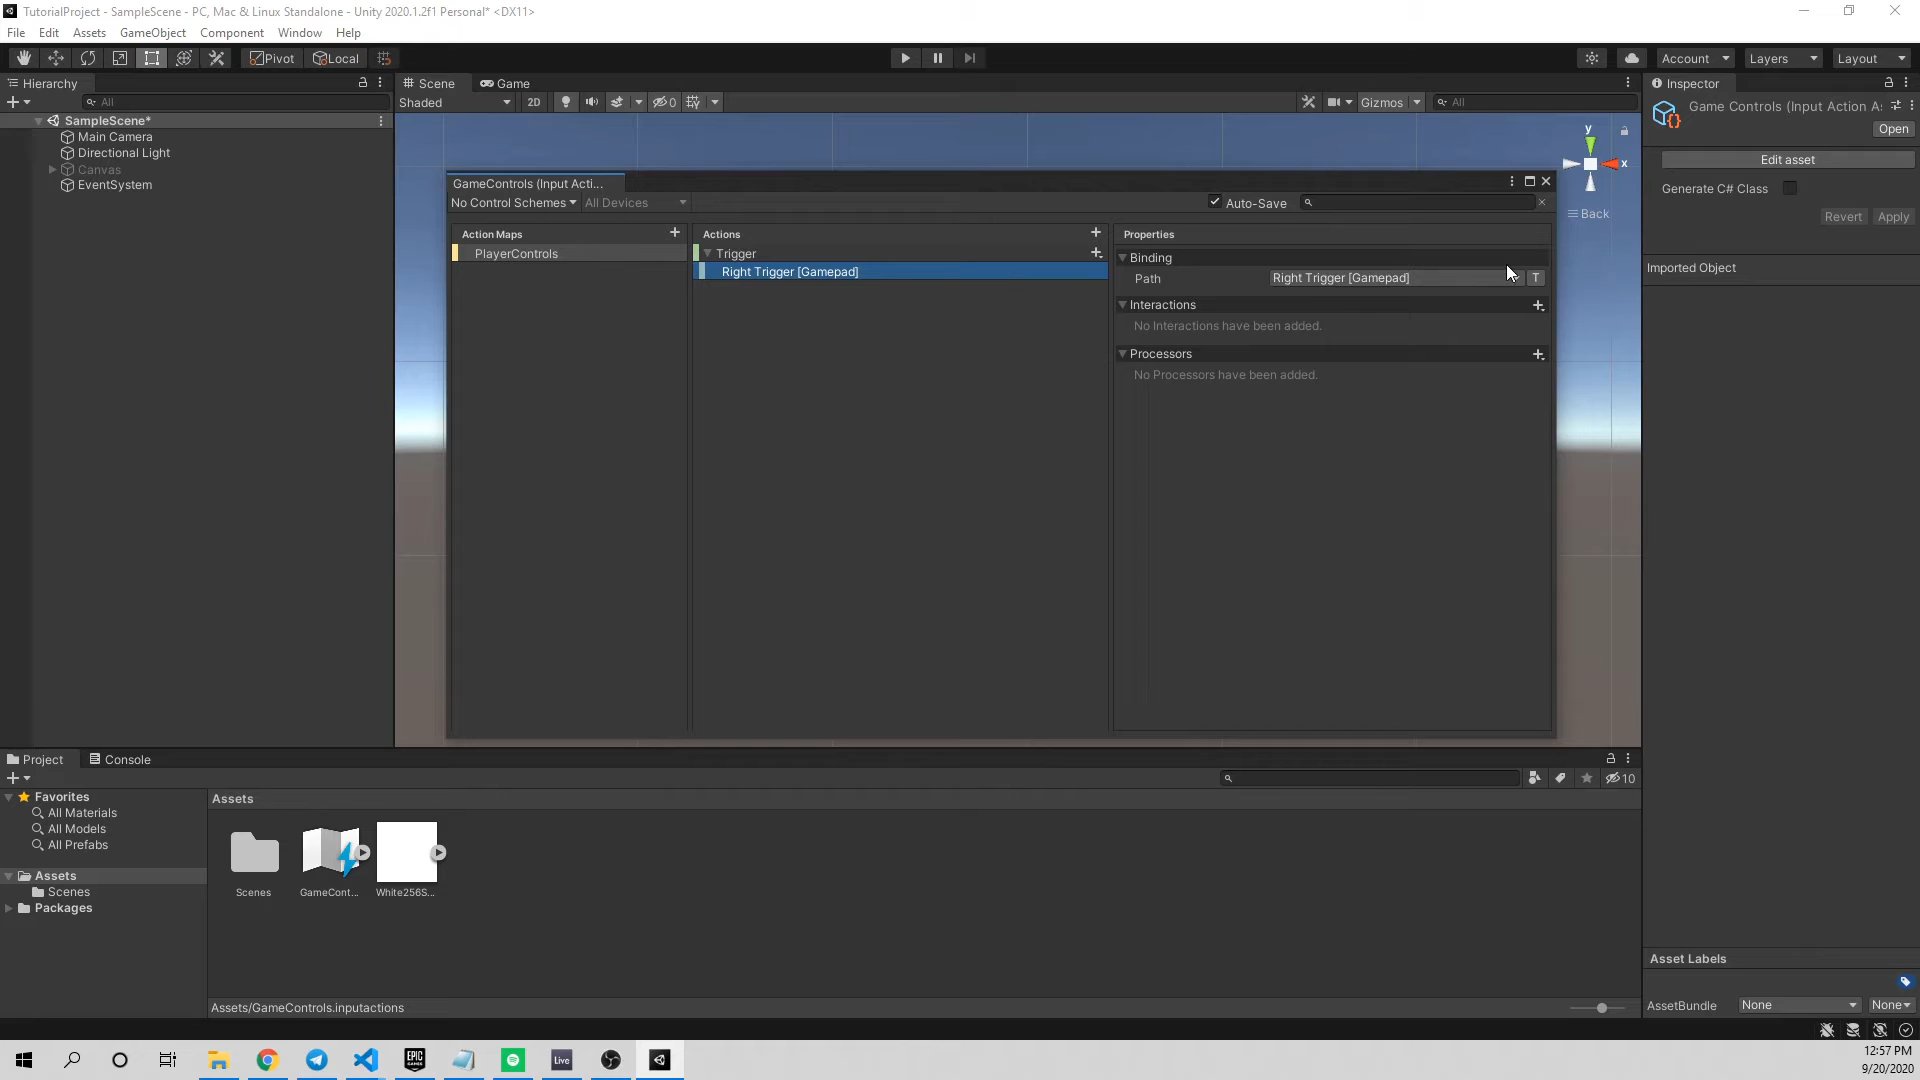 TutorialProject - SampleScene - PC, Mac & Linux Standalone - Unity 2020.1.2f1 Personal* <DX11>
File Edit Assets GameObject Component Window Help
Pivot Local Account Layers Layout
Hierarchy
All
SampleScene*
Main Camera
Directional Light
Canvas
EventSystem
Scene Game
Shaded 2D 0 Gizmos All
y
x
Back
GameControls (Input Acti...
No Control Schemes All Devices Auto-Save
Action Maps
PlayerControls
Actions
Trigger
Right Trigger [Gamepad]
Properties
Binding
Path Right Trigger [Gamepad] T
Interactions
No Interactions have been added.
Processors
No Processors have been added.
Inspector
Game Controls (Input Action A
Open
Edit asset
Generate C# Class
Revert Apply
Imported Object
Asset Labels
AssetBundle None None
Project Console
10
Favorites
All Materials
All Models
All Prefabs
Assets
Scenes
Packages
Assets
Scenes GameCont... White256S...
Assets/GameControls.inputactions
EPIC
GAMES
Live
12:57 PM
9/20/2020